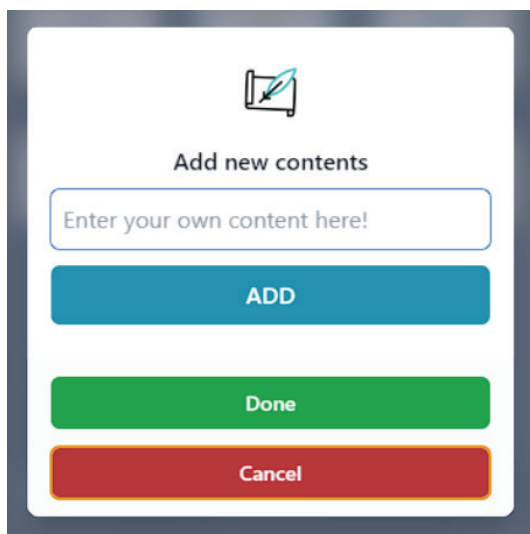 Add new contents
Enter your own content here!
ADD
Done
Cancel